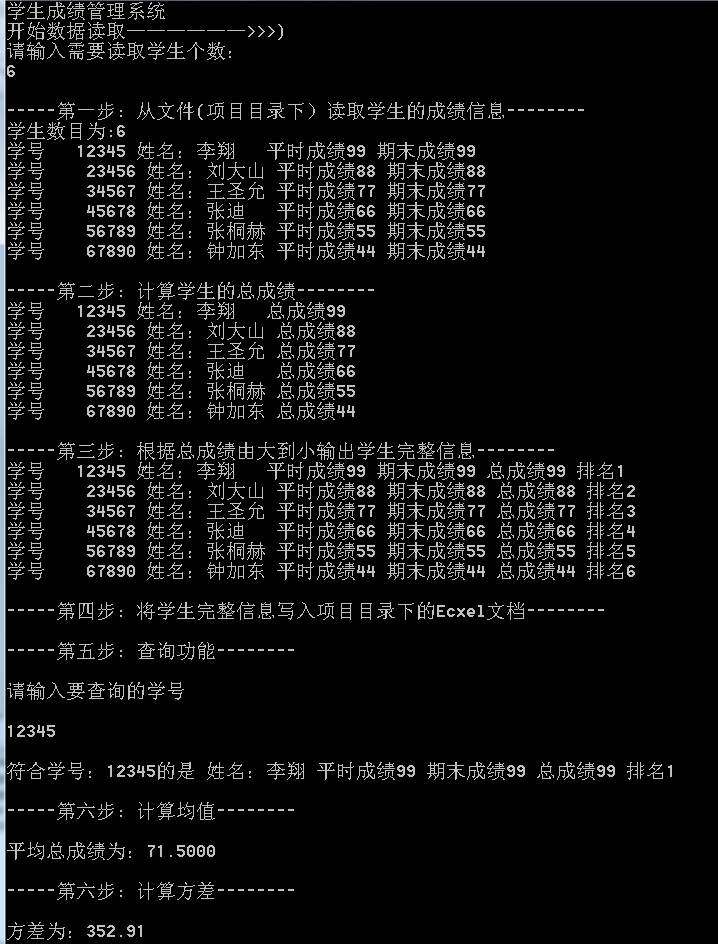 学生成绩管理系统
开始数据读取——————>>>)
请输入需要读取学生个数：
6
-----第一步：从文件(项目目录下）读取学生的成绩信息--------
学生数目为:6
学号   12345 姓名：李翔   平时成绩99 期末成绩99
学号    23456 姓名：刘大山 平时成绩88 期末成绩88
学号    34567 姓名：王圣允 平时成绩77 期末成绩77
学号    45678 姓名：张迪   平时成绩66 期末成绩66
学号    56789 姓名：张桐赫 平时成绩55 期末成绩55
学号    67890 姓名：钟加东 平时成绩44 期末成绩44
-----第二步：计算学生的总成绩--------
学号   12345 姓名：李翔   总成绩99
学号    23456 姓名：刘大山 总成绩88
学号    34567 姓名：王圣允 总成绩77
学号    45678 姓名：张迪   总成绩66
学号    56789 姓名：张桐赫 总成绩55
学号    67890 姓名：钟加东 总成绩44
-----第三步：根据总成绩由大到小输出学生完整信息--------
学号   12345 姓名：李翔   平时成绩99 期末成绩99 总成绩99 排名1
学号    23456 姓名：刘大山 平时成绩88 期末成绩88 总成绩88 排名2
学号    34567 姓名：王圣允 平时成绩77 期末成绩77 总成绩77 排名3
学号    45678 姓名：张迪   平时成绩66 期末成绩66 总成绩66 排名4
学号    56789 姓名：张桐赫 平时成绩55 期末成绩55 总成绩55 排名5
学号    67890 姓名：钟加东 平时成绩44 期末成绩44 总成绩44 排名6
-----第四步：将学生完整信息写入项目目录下的Ecxel文档--------
-----第五步：查询功能--------
请输入要查询的学号
12345
符合学号：12345的是 姓名：李翔 平时成绩99 期末成绩99 总成绩99 排名1
-----第六步：计算均值--------
平均总成绩为：71.5000
-----第六步：计算方差--------
方差为：352.91